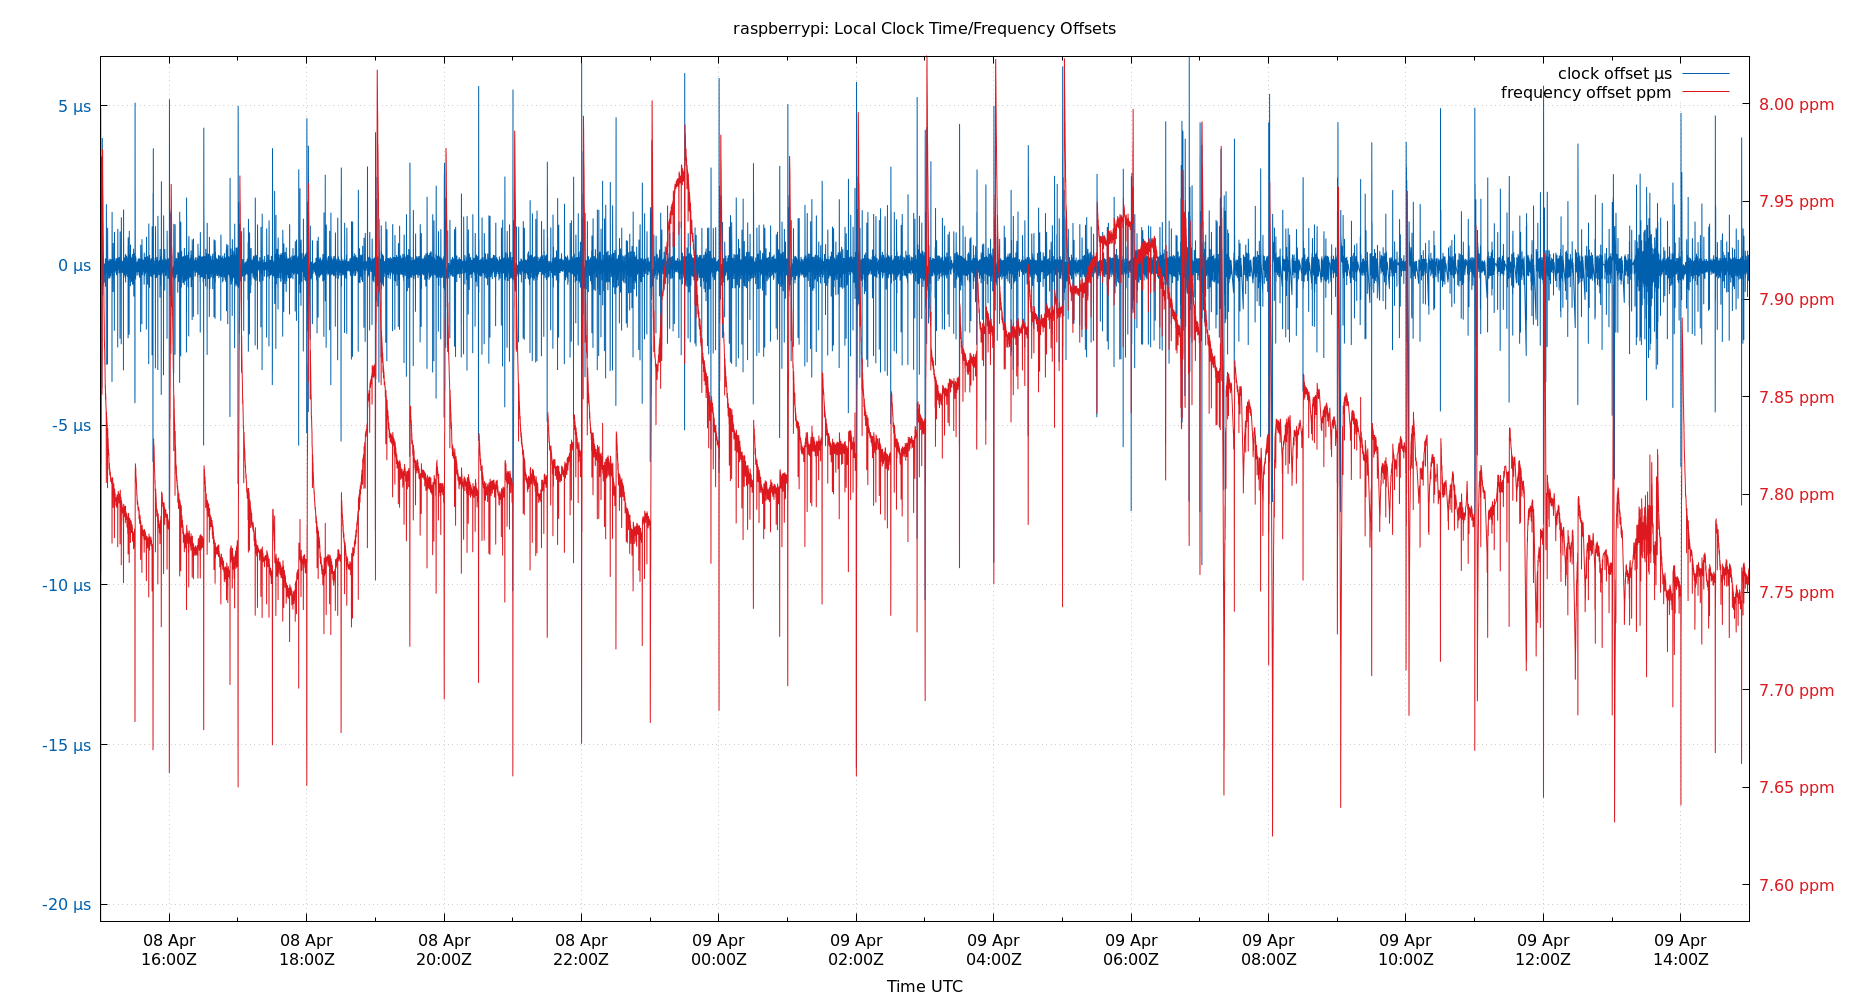 raspberrypi: Local Clock Time/Frequency Offsets
clock offset µs
frequency offset ppm
5 µs
0 µs
-5 µs
-10 µs
-15 µs
-20 µs
8.00 ppm
7.95 ppm
7.90 ppm
7.85 ppm
7.80 ppm
7.75 ppm
7.70 ppm
7.65 ppm
7.60 ppm
08 Apr 08 Apr 08 Apr 08 Apr 09 Apr 09 Apr 09 Apr 09 Apr 09 Apr 09 Apr 09 Apr 09 Apr
16:00Z 18:00Z 20:00Z 22:00Z 00:00Z 02:00Z 04:00Z 06:00Z 08:00Z 10:00Z 12:00Z 14:00Z
Time UTC